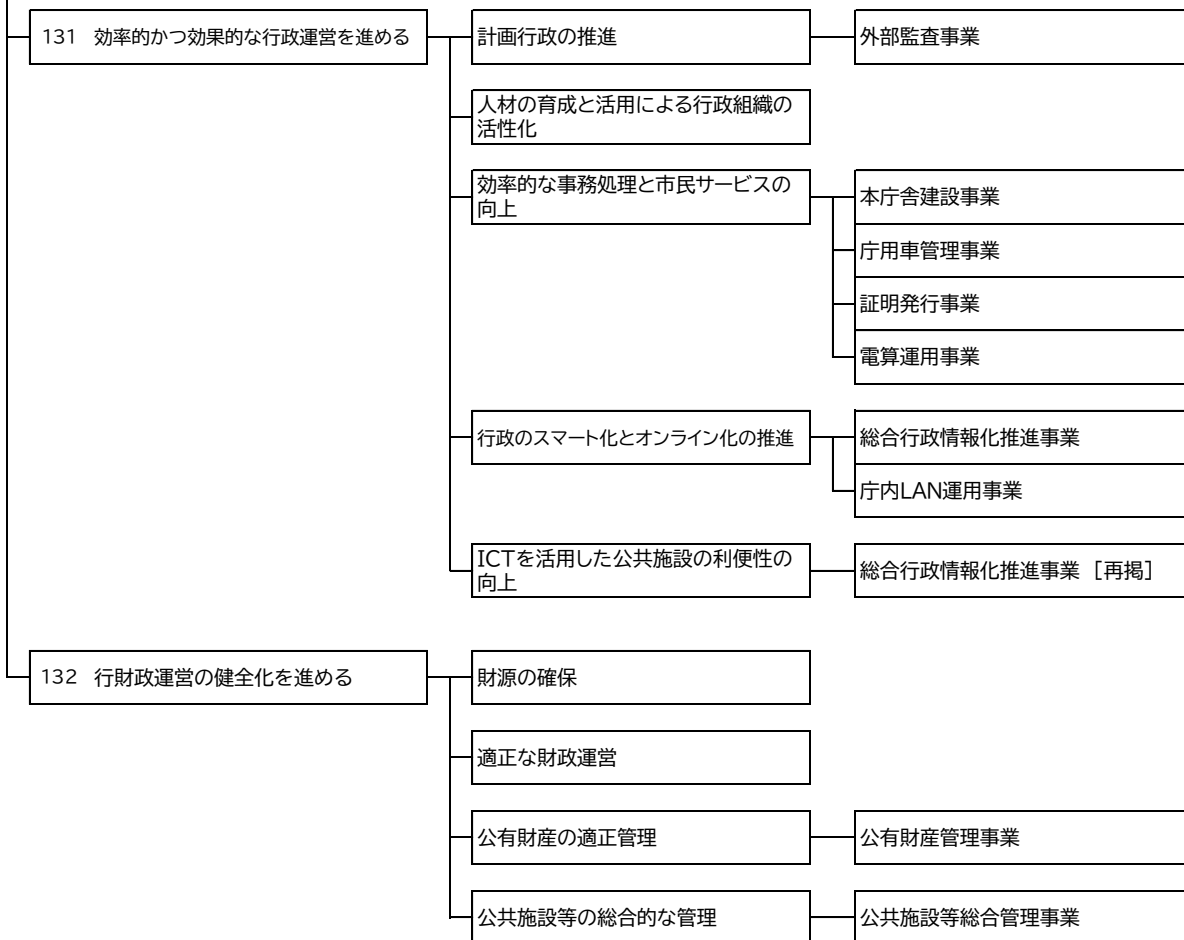 131 効率的かつ効果的な行政運営を進める
計画行政の推進
外部監査事業
人材の育成と活用による行政組織の
活性化
効率的な事務処理と市民サービスの
向上
本庁舎建設事業
庁用車管理事業
証明発行事業
電算運用事業
行政のスマート化とオンライン化の推進
総合行政情報化推進事業
庁内LAN運用事業
ICTを活用した公共施設の利便性の
向上
総合行政情報化推進事業 [再掲]
132 行財政運営の健全化を進める
財源の確保
適正な財政運営
公有財産の適正管理
公有財産管理事業
公共施設等の総合的な管理
公共施設等総合管理事業